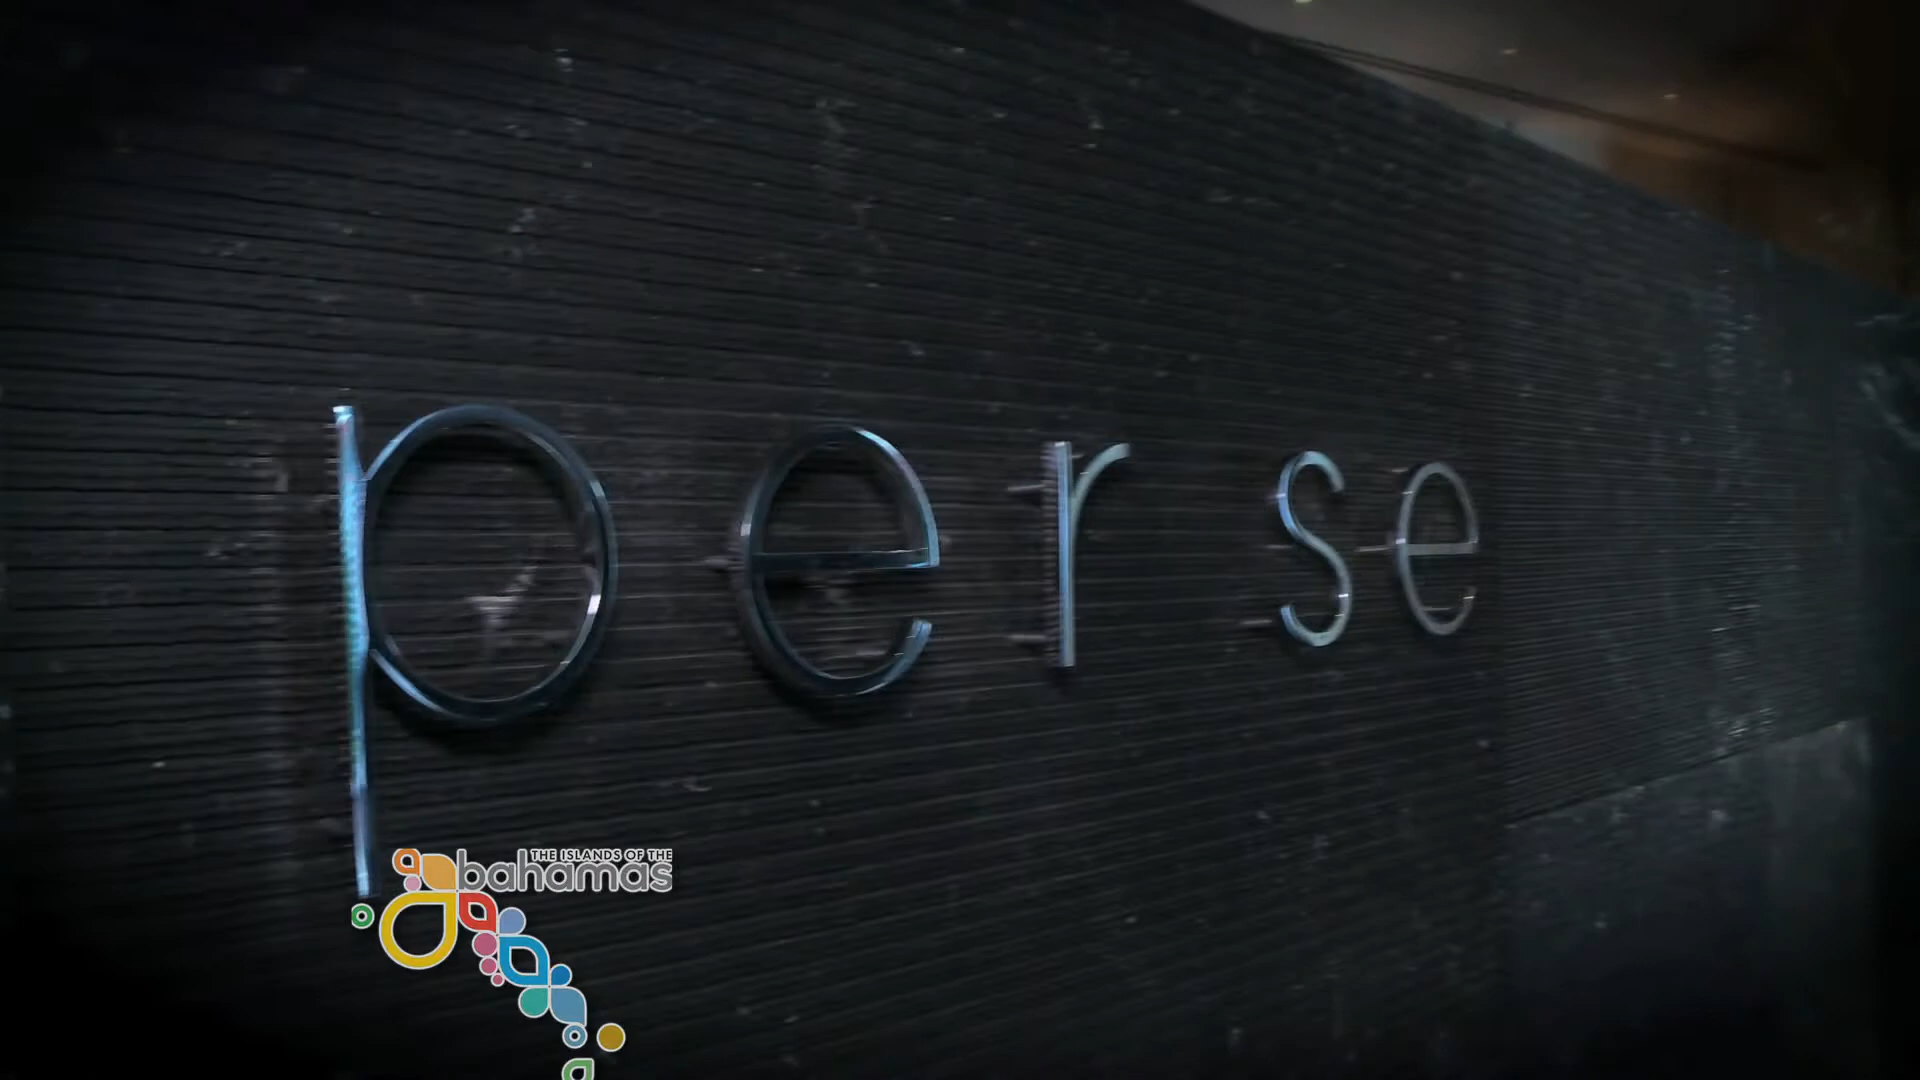 per se
THE ISLANDS OF THE
bahamas